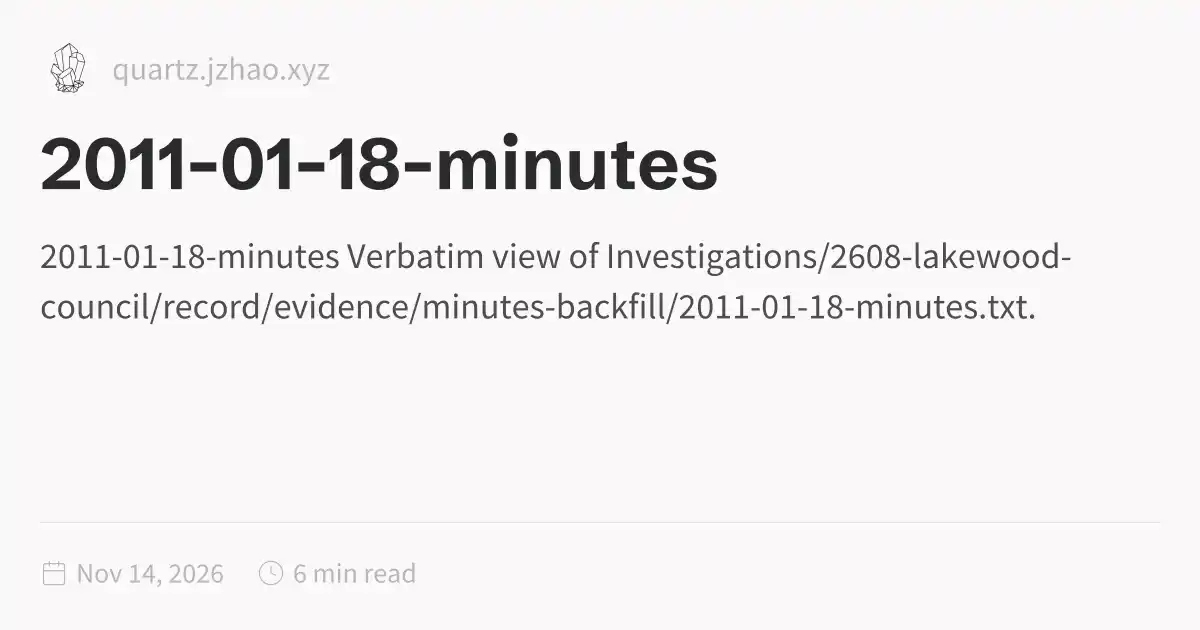 quartz.jzhao.xyz
2011-01-18-minutes
2011-01-18-minutes Verbatim view of Investigations/2608-lakewood-
council/record/evidence/minutes-backfill/2011-01-18-minutes.txt.
Nov 14, 2026 6 min read